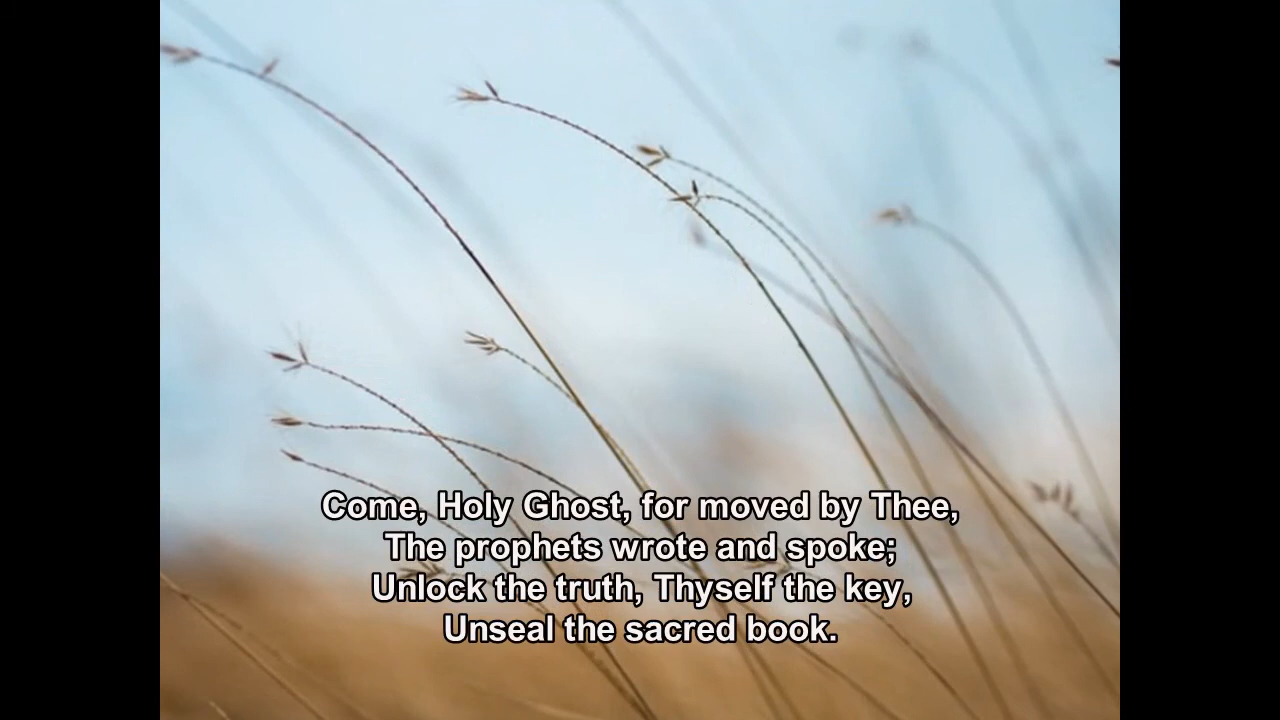 Come, Holy Ghost, for moved by Thee,
The prophets wrote and spoke;
Unlock the truth, Thyself the key,
Unseal the sacred book.